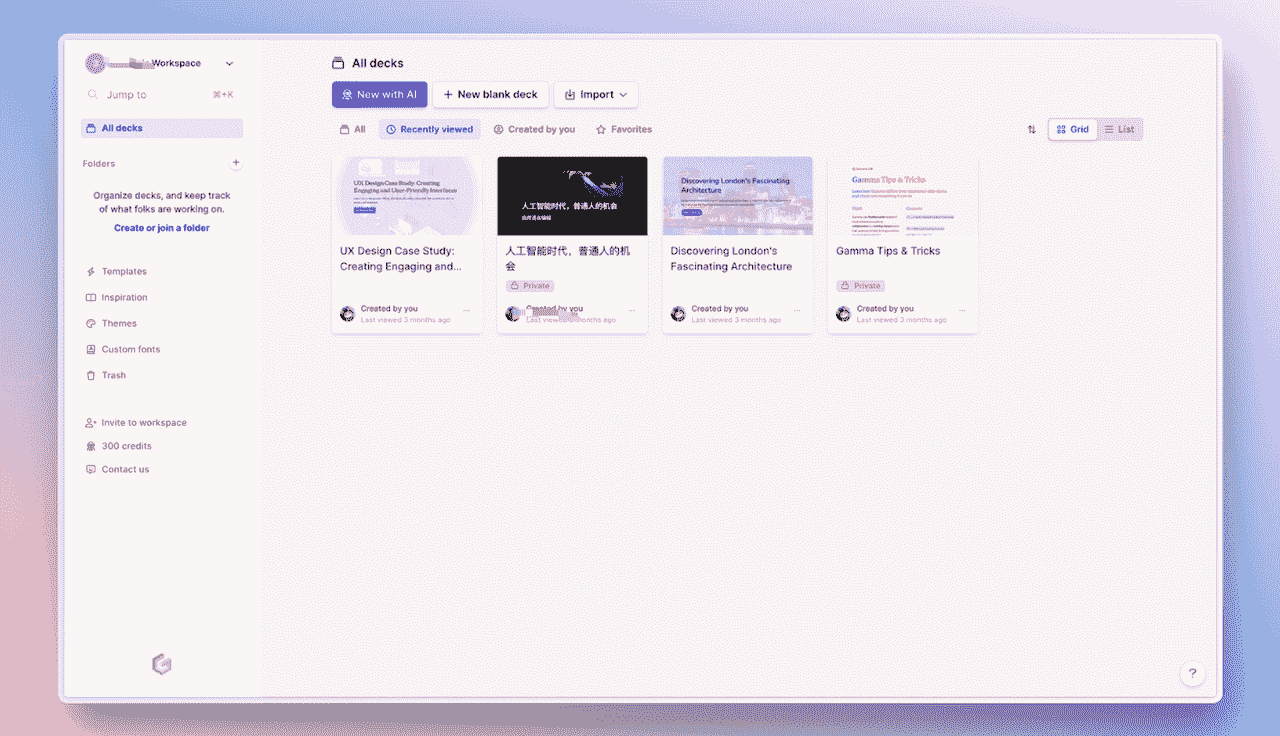 Workspace
Jump to
⌘+K
All decks
Folders
+
Organize decks, and keep track
of what folks are working on.
Create or join a folder
Templates
Inspiration
Themes
Custom fonts
Trash
Invite to workspace
300 credits
Contact us
All decks
New with AI
+ New blank deck
Import
All
Recently viewed
Created by you
Favorites
Grid
List
UX Design Case Study: Creating
Engaging and User-Friendly Interfaces
UX Design Case Study:
Creating Engaging and...
Created by you
Last viewed 3 months ago
人工智能时代，普通人的机会
人工智能时代，普通人的机
会
Private
Created by you
Last viewed 3 months ago
Discovering London's Fascinating
Architecture
Discovering London's
Fascinating Architecture
Created by you
Last viewed 3 months ago
Gamma Tips & Tricks
Gamma Tips & Tricks
Private
Created by you
Last viewed 3 months ago
?